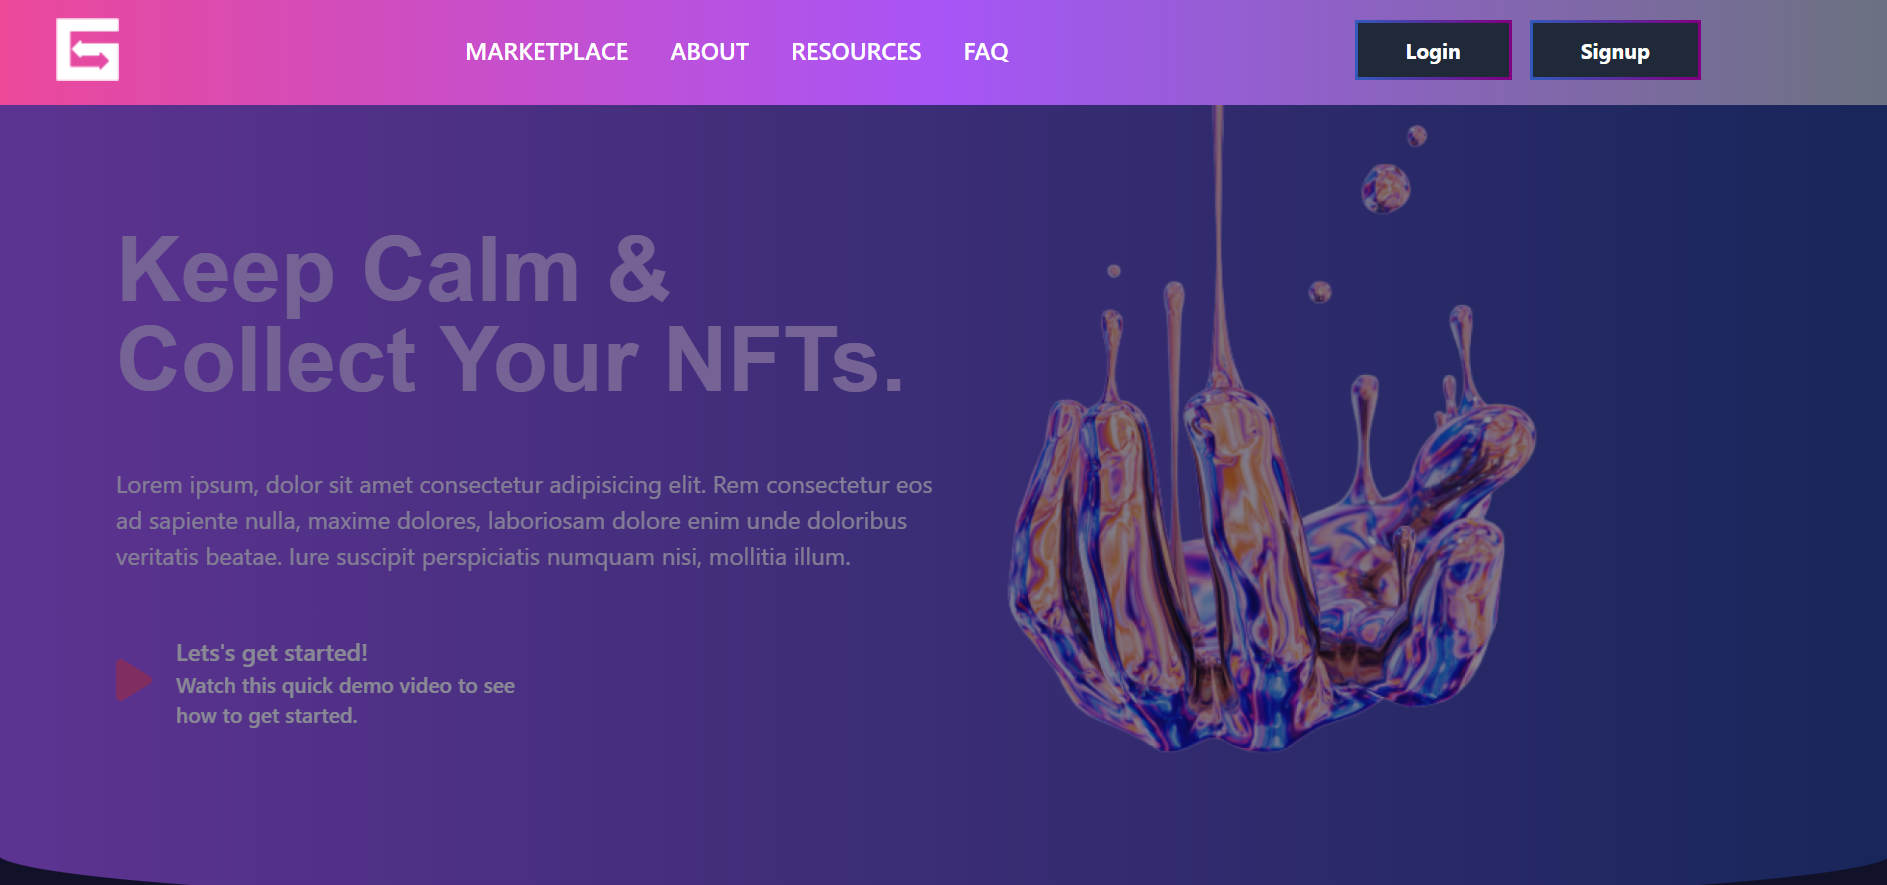 MARKETPLACE ABOUT RESOURCES FAQ Login Signup
Keep Calm &
Collect Your NFTs.
Lorem ipsum, dolor sit amet consectetur adipisicing elit. Rem consectetur eos
ad sapiente nulla, maxime dolores, laboriosam dolore enim unde doloribus
veritatis beatae. Iure suscipit perspiciatis numquam nisi, mollitia illum.
Lets's get started!
Watch this quick demo video to see
how to get started.